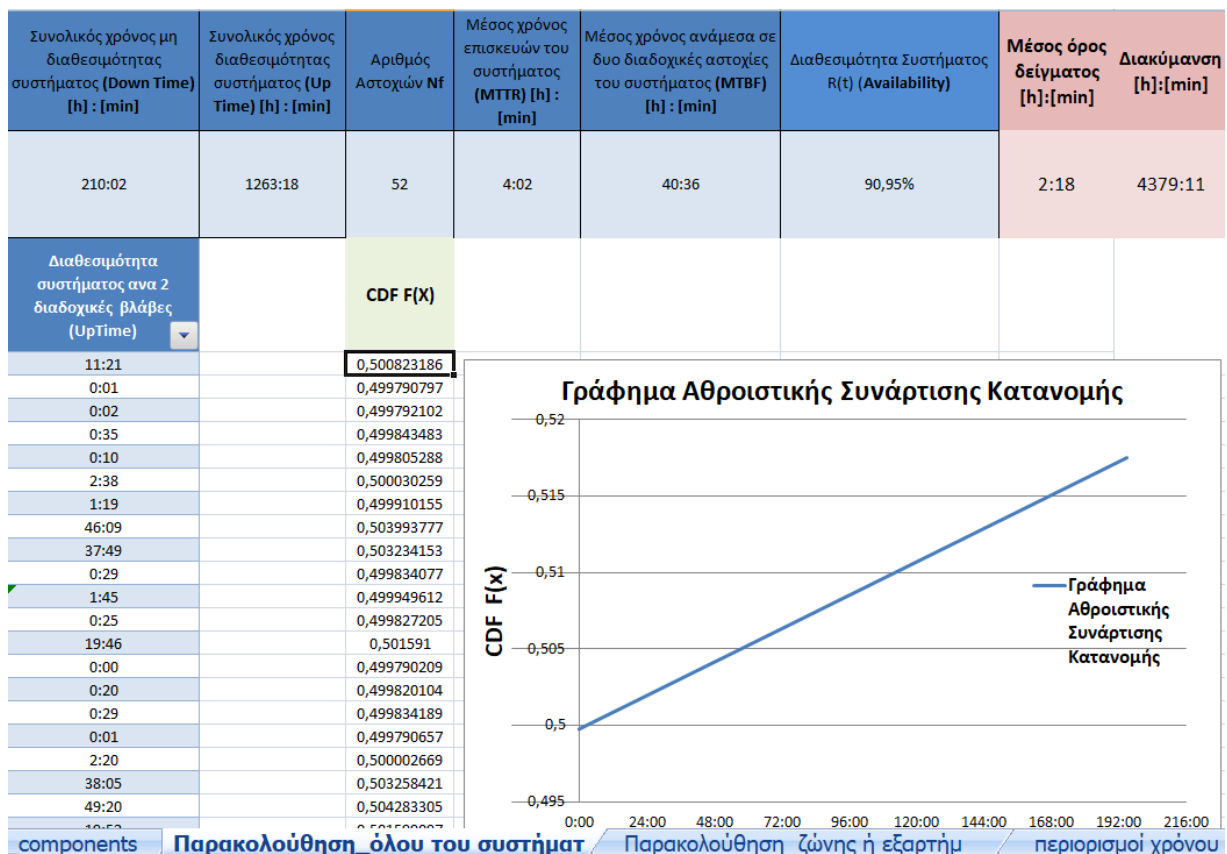 Συνολικός χρόνος μη
διαθεσιμότητας
συστήματος (Down Time)
[h] : [min]
Συνολικός χρόνος
διαθεσιμότητας
συστήματος (Up
Time) [h] : [min]
Αριθμός
Αστοχιών Nf
Μέσος χρόνος
επισκευών του
συστήματος
(MTTR) [h] :
[min]
Μέσος χρόνος ανάμεσα σε
δυο διαδοχικές αστοχίες
του συστήματος (MTBF)
[h] : [min]
Διαθεσιμότητα Συστήματος
R(t) (Availability)
Μέσος όρος
δείγματος
[h]:[min]
Διακύμανση
[h]:[min]
210:02 1263:18 52 4:02 40:36 90,95% 2:18 4379:11
Διαθεσιμότητα
συστήματος ανα 2
διαδοχικές βλάβες
(UpTime)
CDF F(X)
11:21 0,500823186
0:01 0,499790797
0:02 0,499792102
0:35 0,499843483
0:10 0,499805288
2:38 0,500030259
1:19 0,499910155
46:09 0,503993777
37:49 0,503234153
0:29 0,499834077
1:45 0,499949612
0:25 0,499827205
19:46 0,501591
0:00 0,499790209
0:20 0,499820104
0:29 0,499834189
0:01 0,499790657
2:20 0,500002669
38:05 0,503258421
49:20 0,504283305
Γράφημα Αθροιστικής Συνάρτισης Κατανομής
0,52
0,515
0,51
0,505
0,5
0,495
CDF F(x)
Γράφημα
Αθροιστικής
Συνάρτισης
Κατανομής
0:00 24:00 48:00 72:00 96:00 120:00 144:00 168:00 192:00 216:00
components Παρακολούθηση_όλου του συστήματ Παρακολούθηση ζώνης ή εξαρτήμ περιορισμοί χρόνου